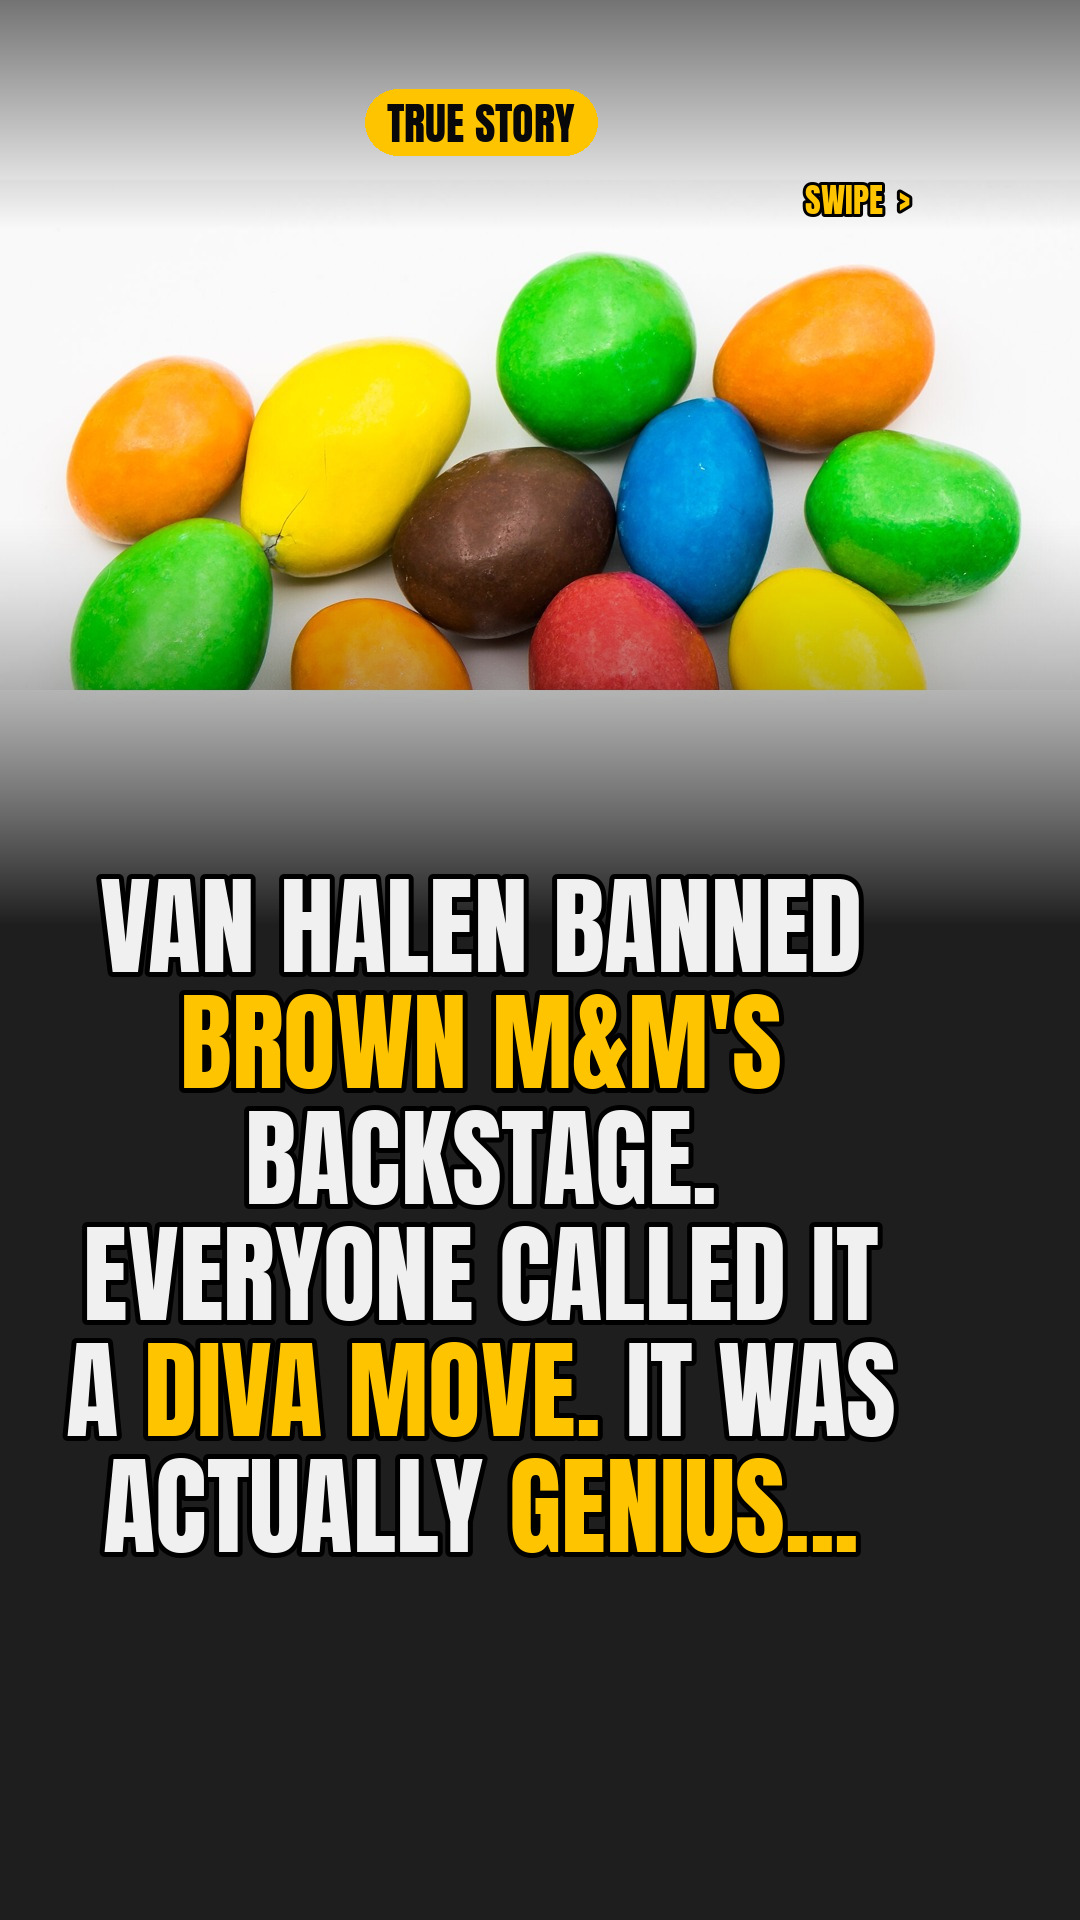 TRUE STORY
SWIPE >
VAN HALEN BANNED
BROWN M&M'S
BACKSTAGE.
EVERYONE CALLED IT
A DIVA MOVE. IT WAS
ACTUALLY GENIUS...